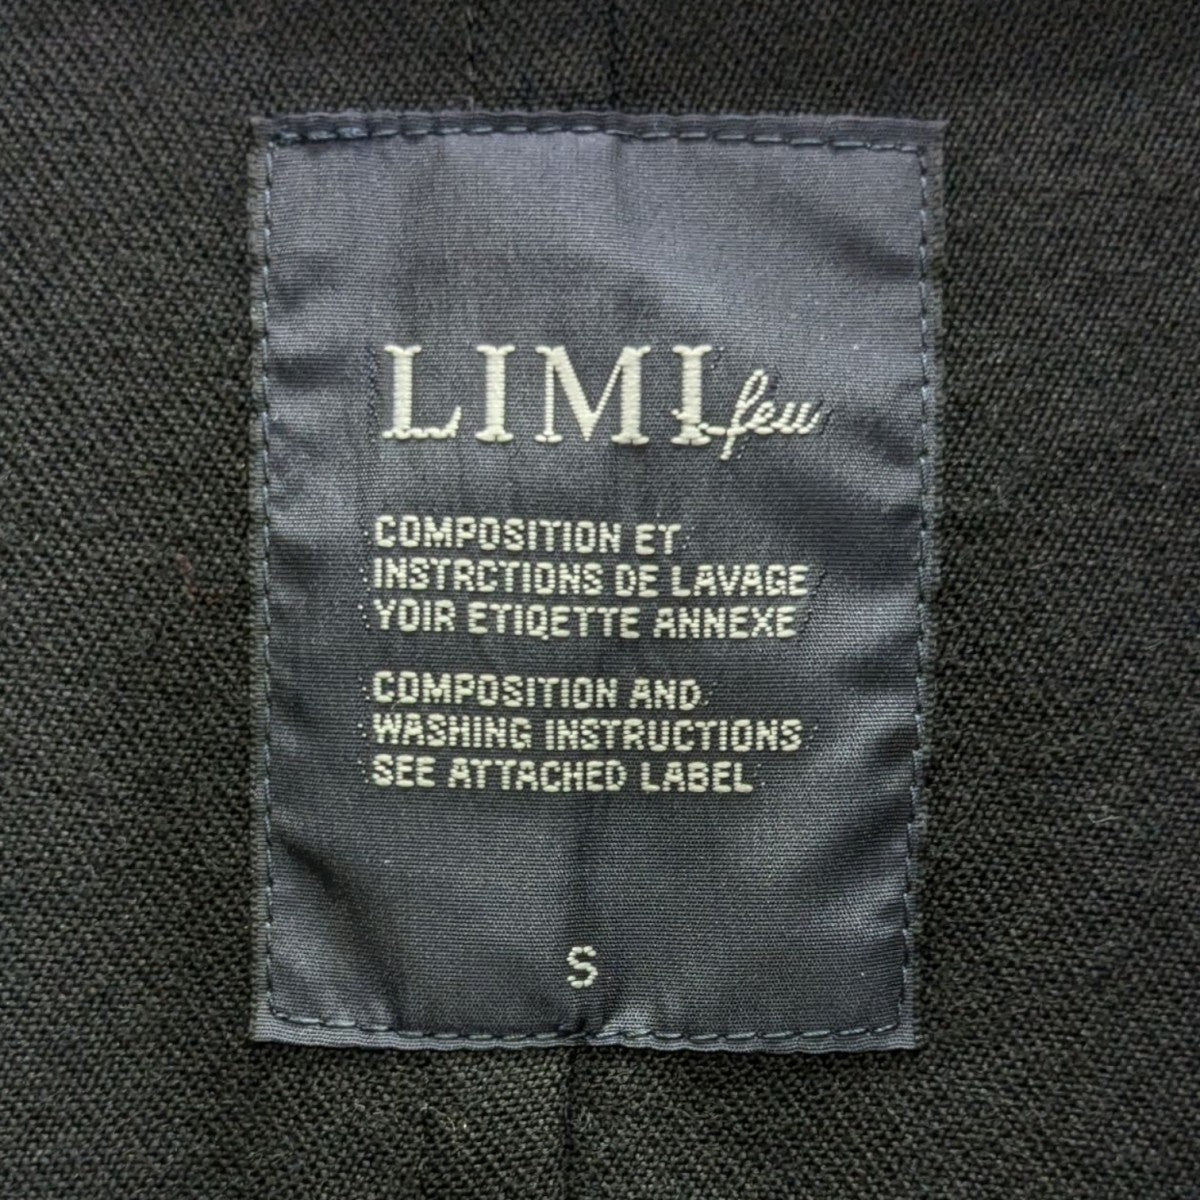 LIMI feu
COMPOSITION ET
INSTRCTIONS DE LAVAGE
YOIR ETIQETTE ANNEXE
COMPOSITION AND
WASHING INSTRUCTIONS
SEE ATTACHED LABEL
S